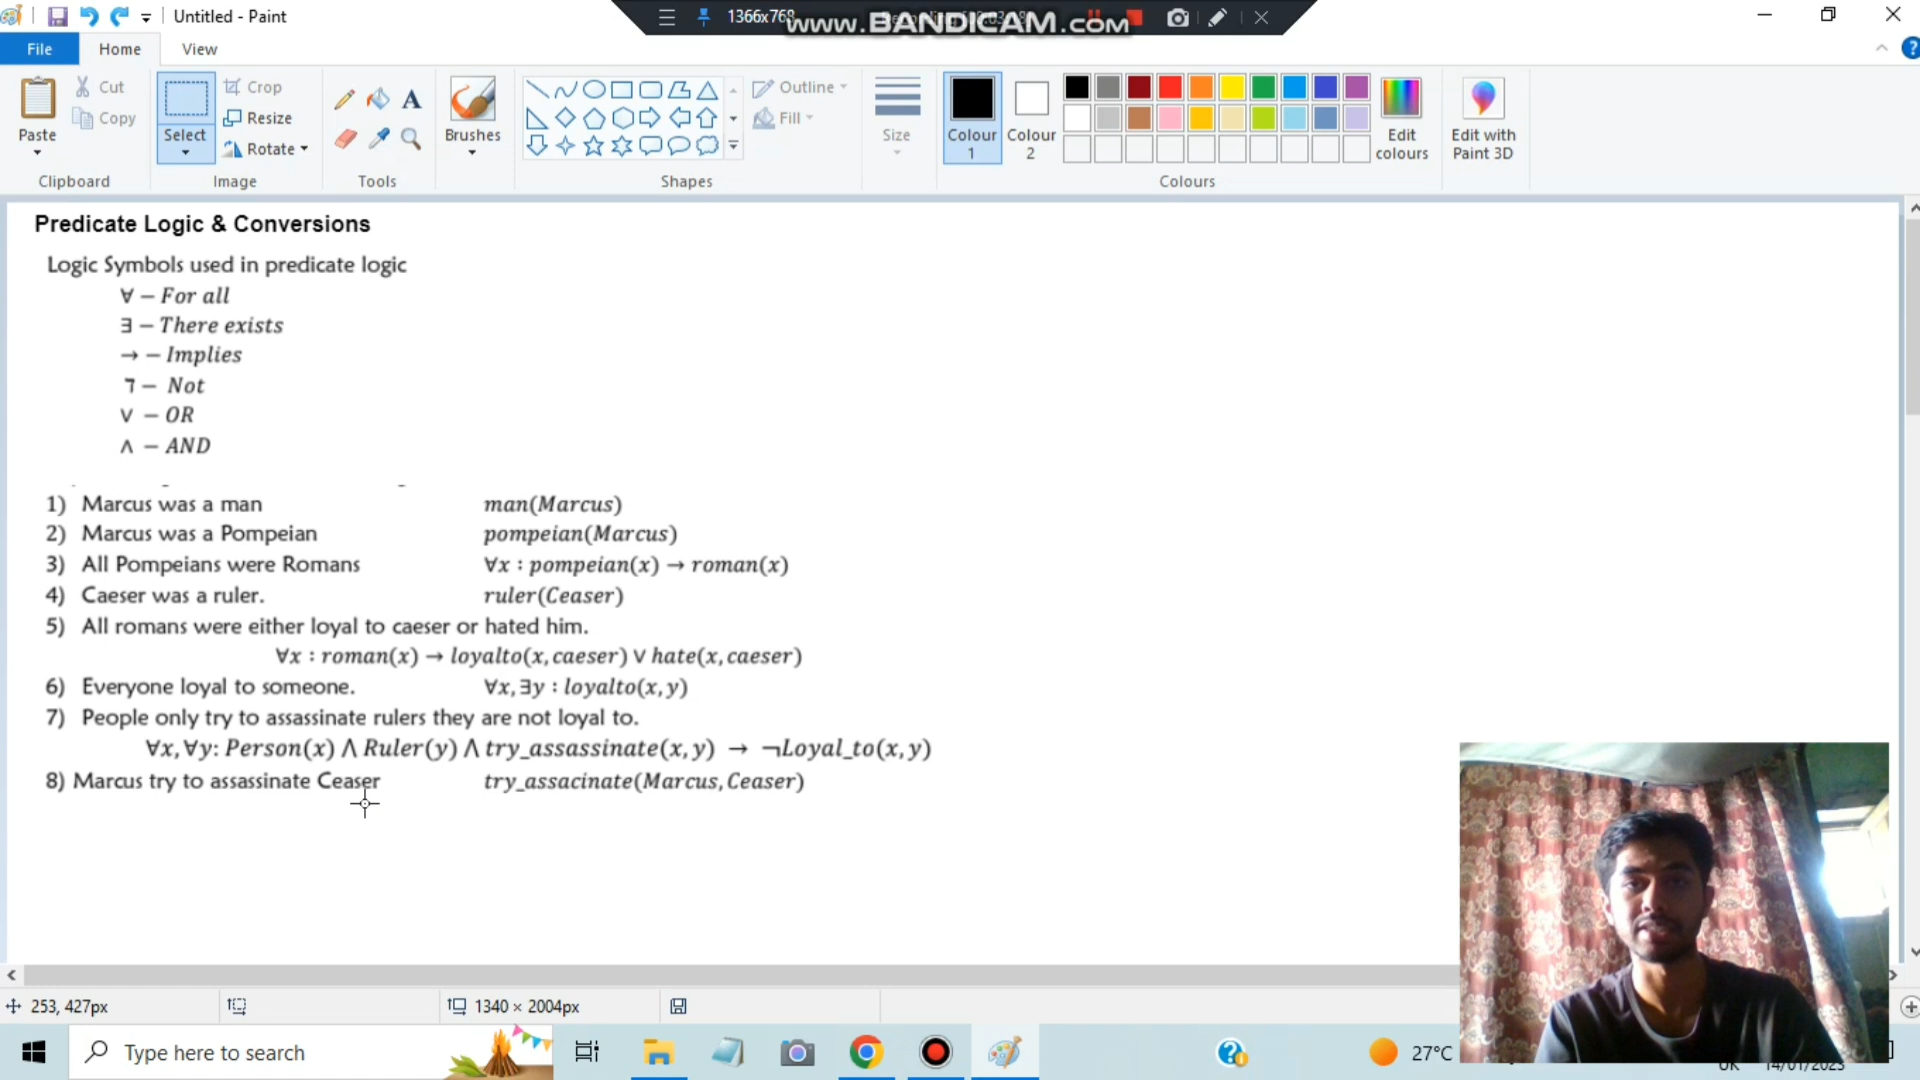 Untitled - Paint
1366x768
www.BANDICAM.com
File
Home
View
Paste
Cut
Copy
Clipboard
Select
Crop
Resize
Rotate
Image
A
Tools
Brushes
Shapes
Outline
Fill
Size
Colour 1
Colour 2
Edit colours
Edit with Paint 3D
Colours
Predicate Logic & Conversions
Logic Symbols used in predicate logic
∀ – For all
∃ – There exists
→ – Implies
ㄱ – Not
∨ – OR
∧ – AND
1) Marcus was a man man(Marcus)
2) Marcus was a Pompeian pompeian(Marcus)
3) All Pompeians were Romans ∀x : pompeian(x) → roman(x)
4) Caeser was a ruler. ruler(Ceaser)
5) All romans were either loyal to caeser or hated him.
∀x : roman(x) → loyalto(x, caeser) ∨ hate(x, caeser)
6) Everyone loyal to someone. ∀x, ∃y : loyalto(x, y)
7) People only try to assassinate rulers they are not loyal to.
∀x, ∀y: Person(x) ⋀ Ruler(y) ⋀ try_assassinate(x, y) → ¬Loyal_to(x, y)
8) Marcus try to assassinate Ceaser try_assacinate(Marcus, Ceaser)
253, 427px
1340 × 2004px
Type here to search
27°C
UK 14/01/2023